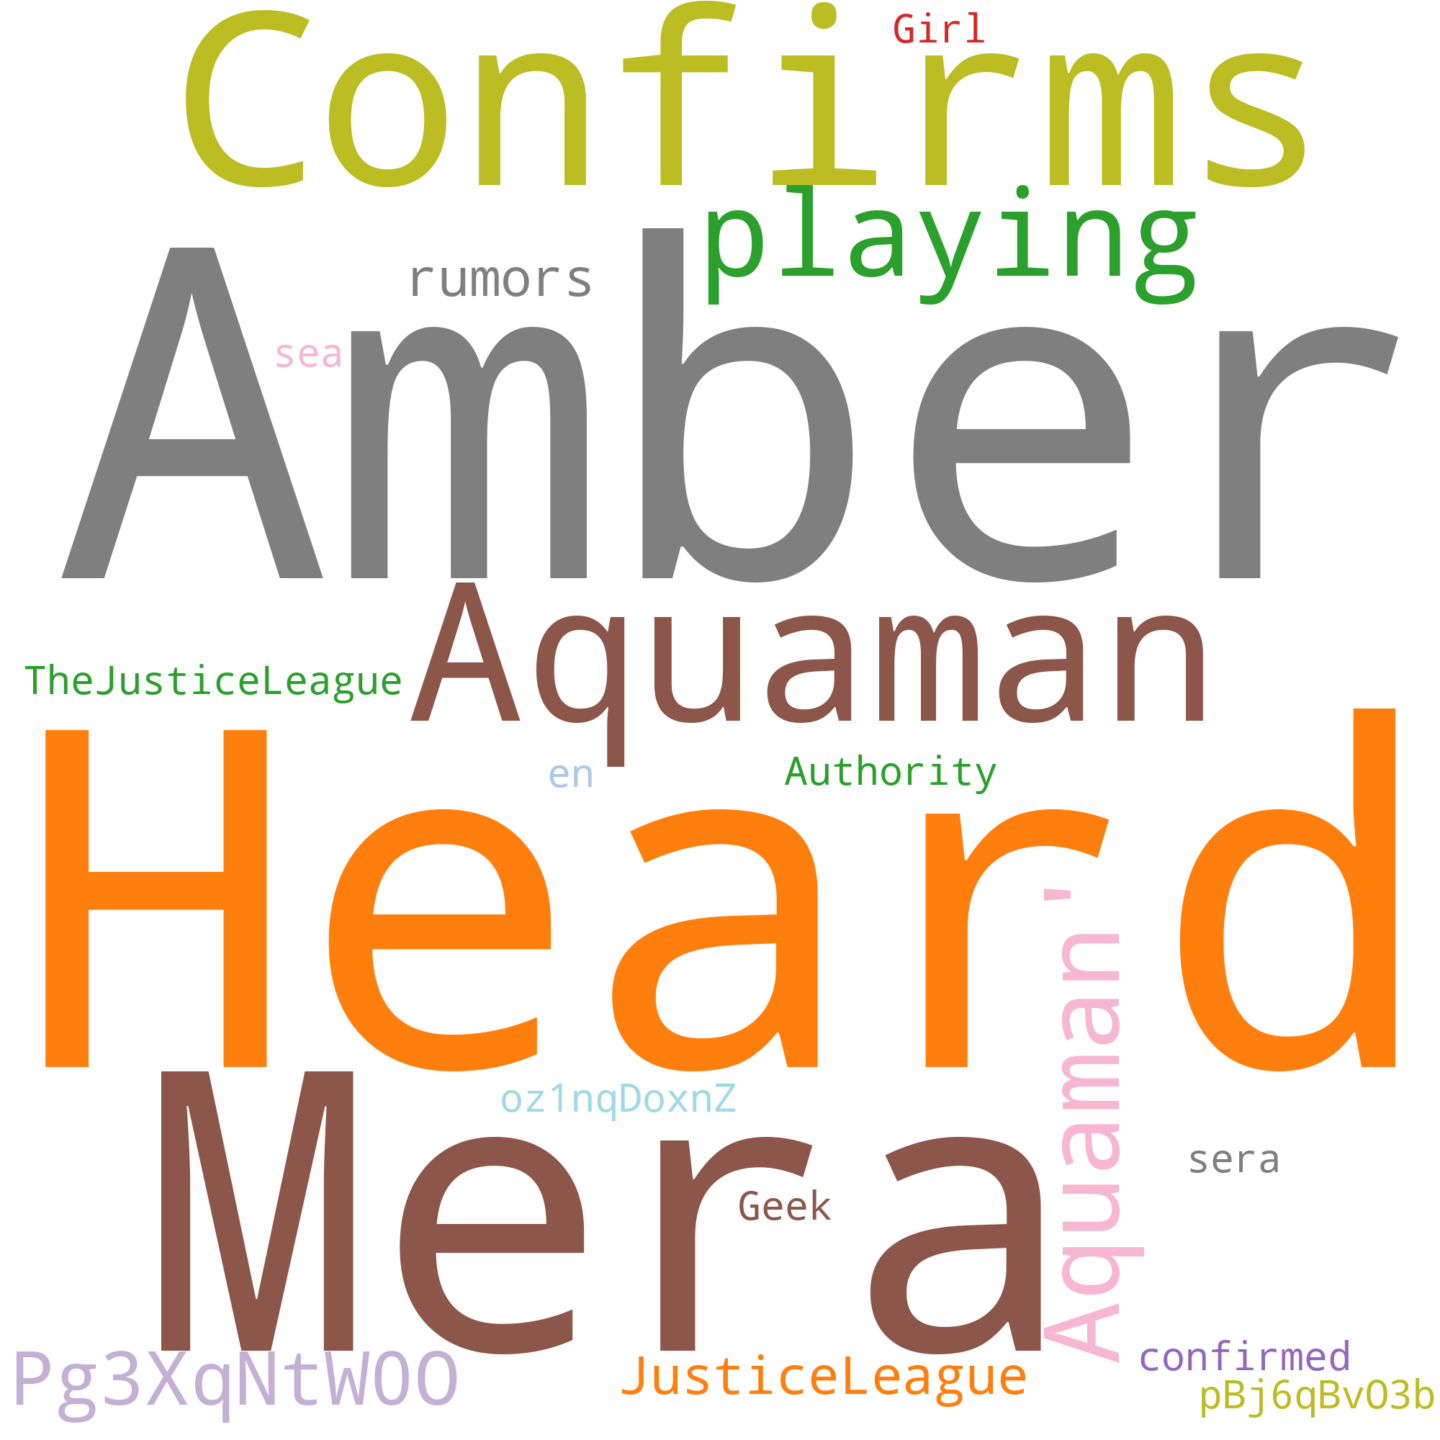 Girl
Confirms
playing
rumors
sea
Amber
Aquaman
TheJusticeLeague
en
Authority
Heard
Aquaman'
oz1nqDoxnZ
sera
Mera
Geek
confirmed
Pg3XqNtWOO
JusticeLeague
pBj6qBvO3b